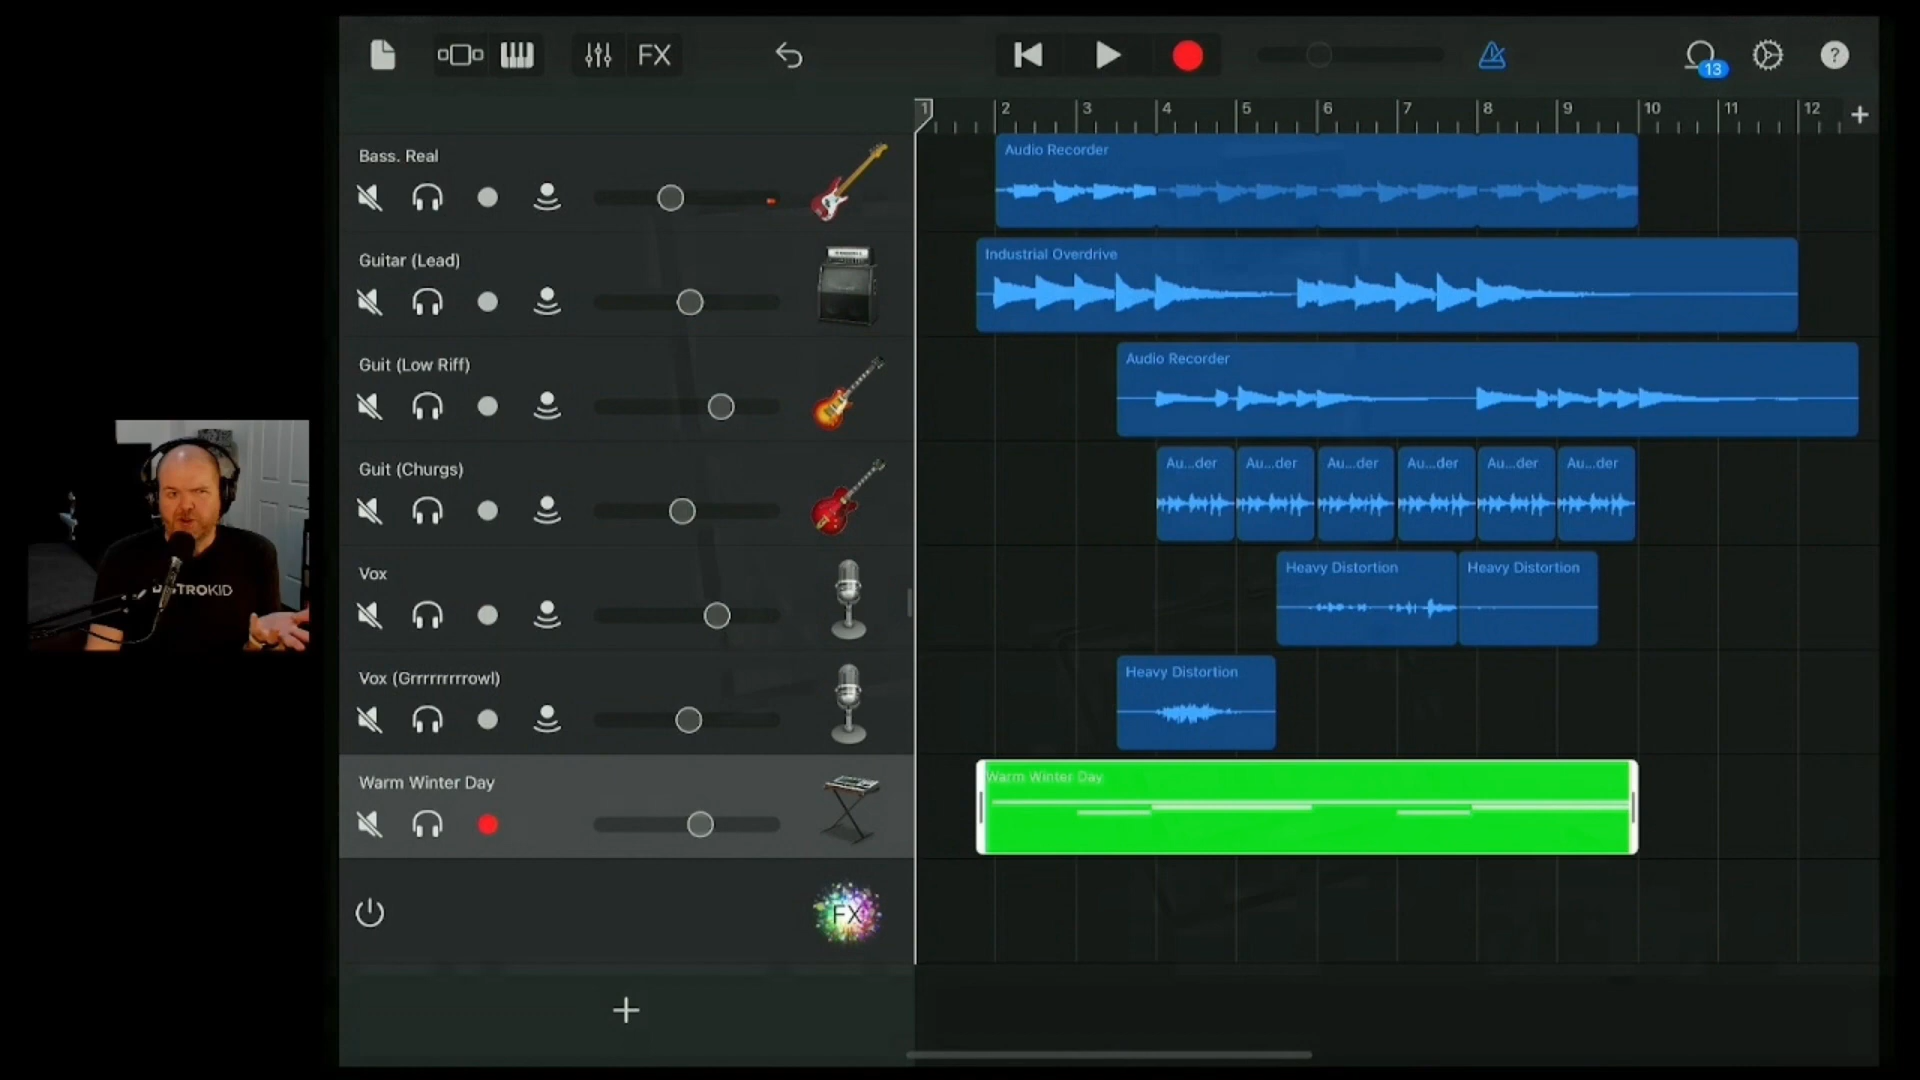 FX
13
?
1 2 3 4 5 6 7 8 9 10 11 12
Bass. Real
Audio Recorder
Guitar (Lead)
Industrial Overdrive
Guit (Low Riff)
Audio Recorder
Guit (Churgs)
Au...der Au...der Au...der Au...der Au...der Au...der
Vox
Heavy Distortion Heavy Distortion
Vox (Grrrrrrrrowl)
Heavy Distortion
Warm Winter Day
Warm Winter Day
FX